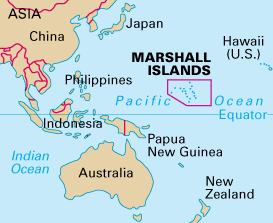 ASIA
China
Japan
Hawaii
(U.S.)
MARSHALL
ISLANDS
Philippines
Pacific Ocean
Equator
Indonesia
Papua
New Guinea
Indian
Ocean
Australia
New
Zealand